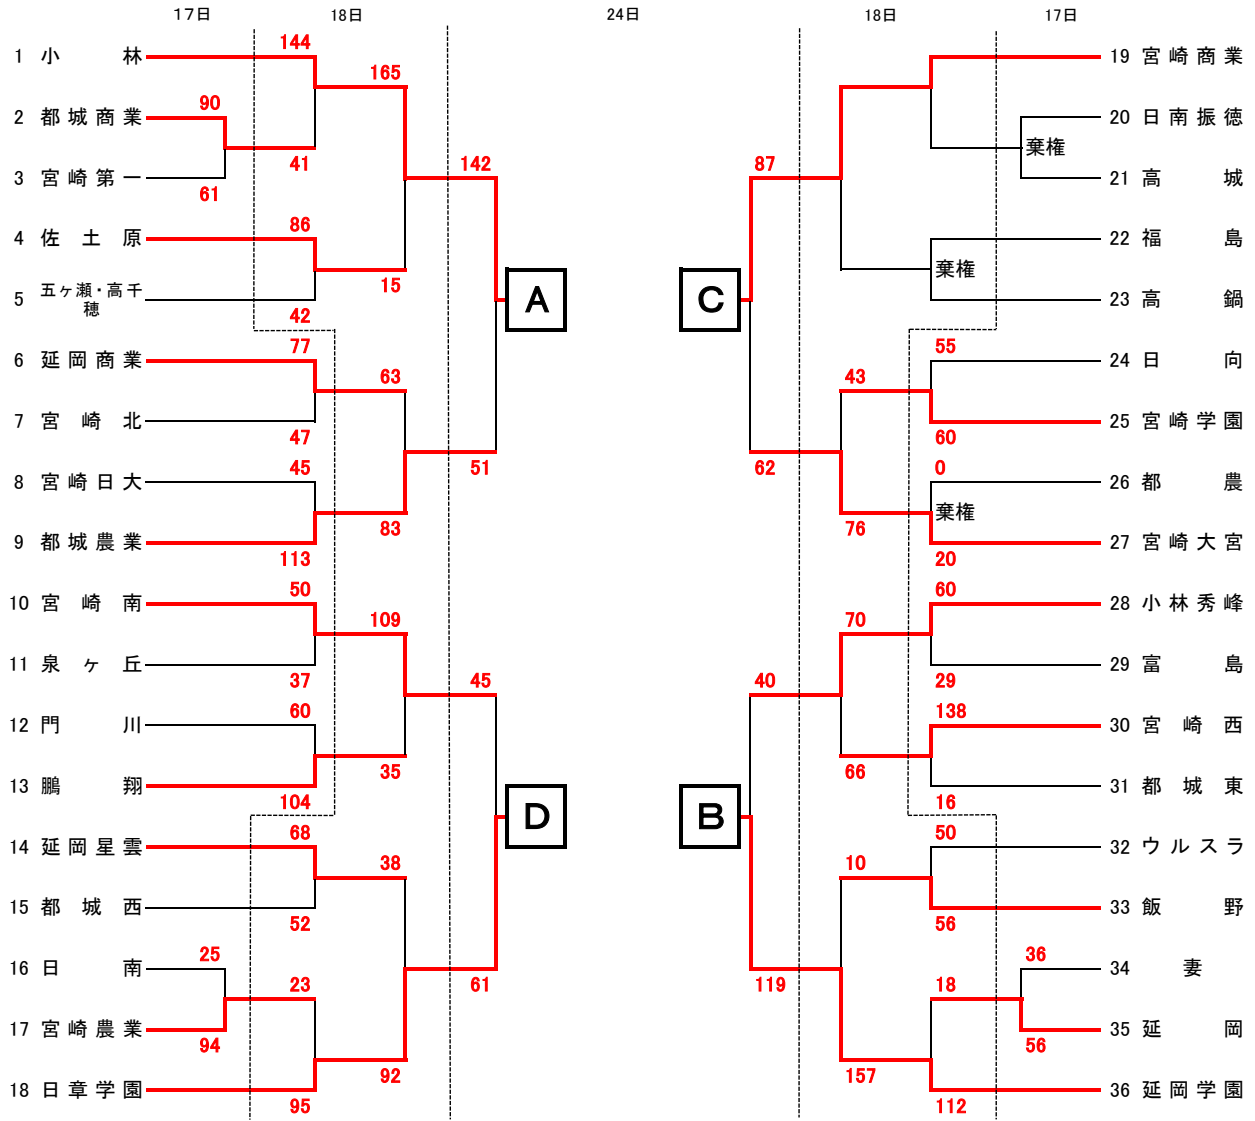 17日 18日 24日 18日 17日
1 小林 144
165
2 都城商業 90
41
3 宮崎第一 61
142
4 佐土原 86
15
5 五ヶ瀬・高千穂 42
A
6 延岡商業 77
63
7 宮崎北 47
8 宮崎日大 45
51
83
9 都城農業 113
10 宮崎南 50
109
11 泉ヶ丘 37
45
12 門川 60
35
13 鵬翔 104
D
14 延岡星雲 68
38
15 都城西 52
16 日南 25
61
23
17 宮崎農業 94
92
18 日章学園 95
19 宮崎商業
20 日南振徳
棄権
21 高城
87
22 福島
棄権
23 高鍋
C
24 日向 55
43
25 宮崎学園 60
26 都農 0
62
棄権
76
27 宮崎大宮 20
28 小林秀峰 60
70
29 富島 29
40
30 宮崎西 138
66
31 都城東 16
B
32 ウルスラ 50
10
33 飯野 56
34 妻 36
119
18
35 延岡 56
157
36 延岡学園 112